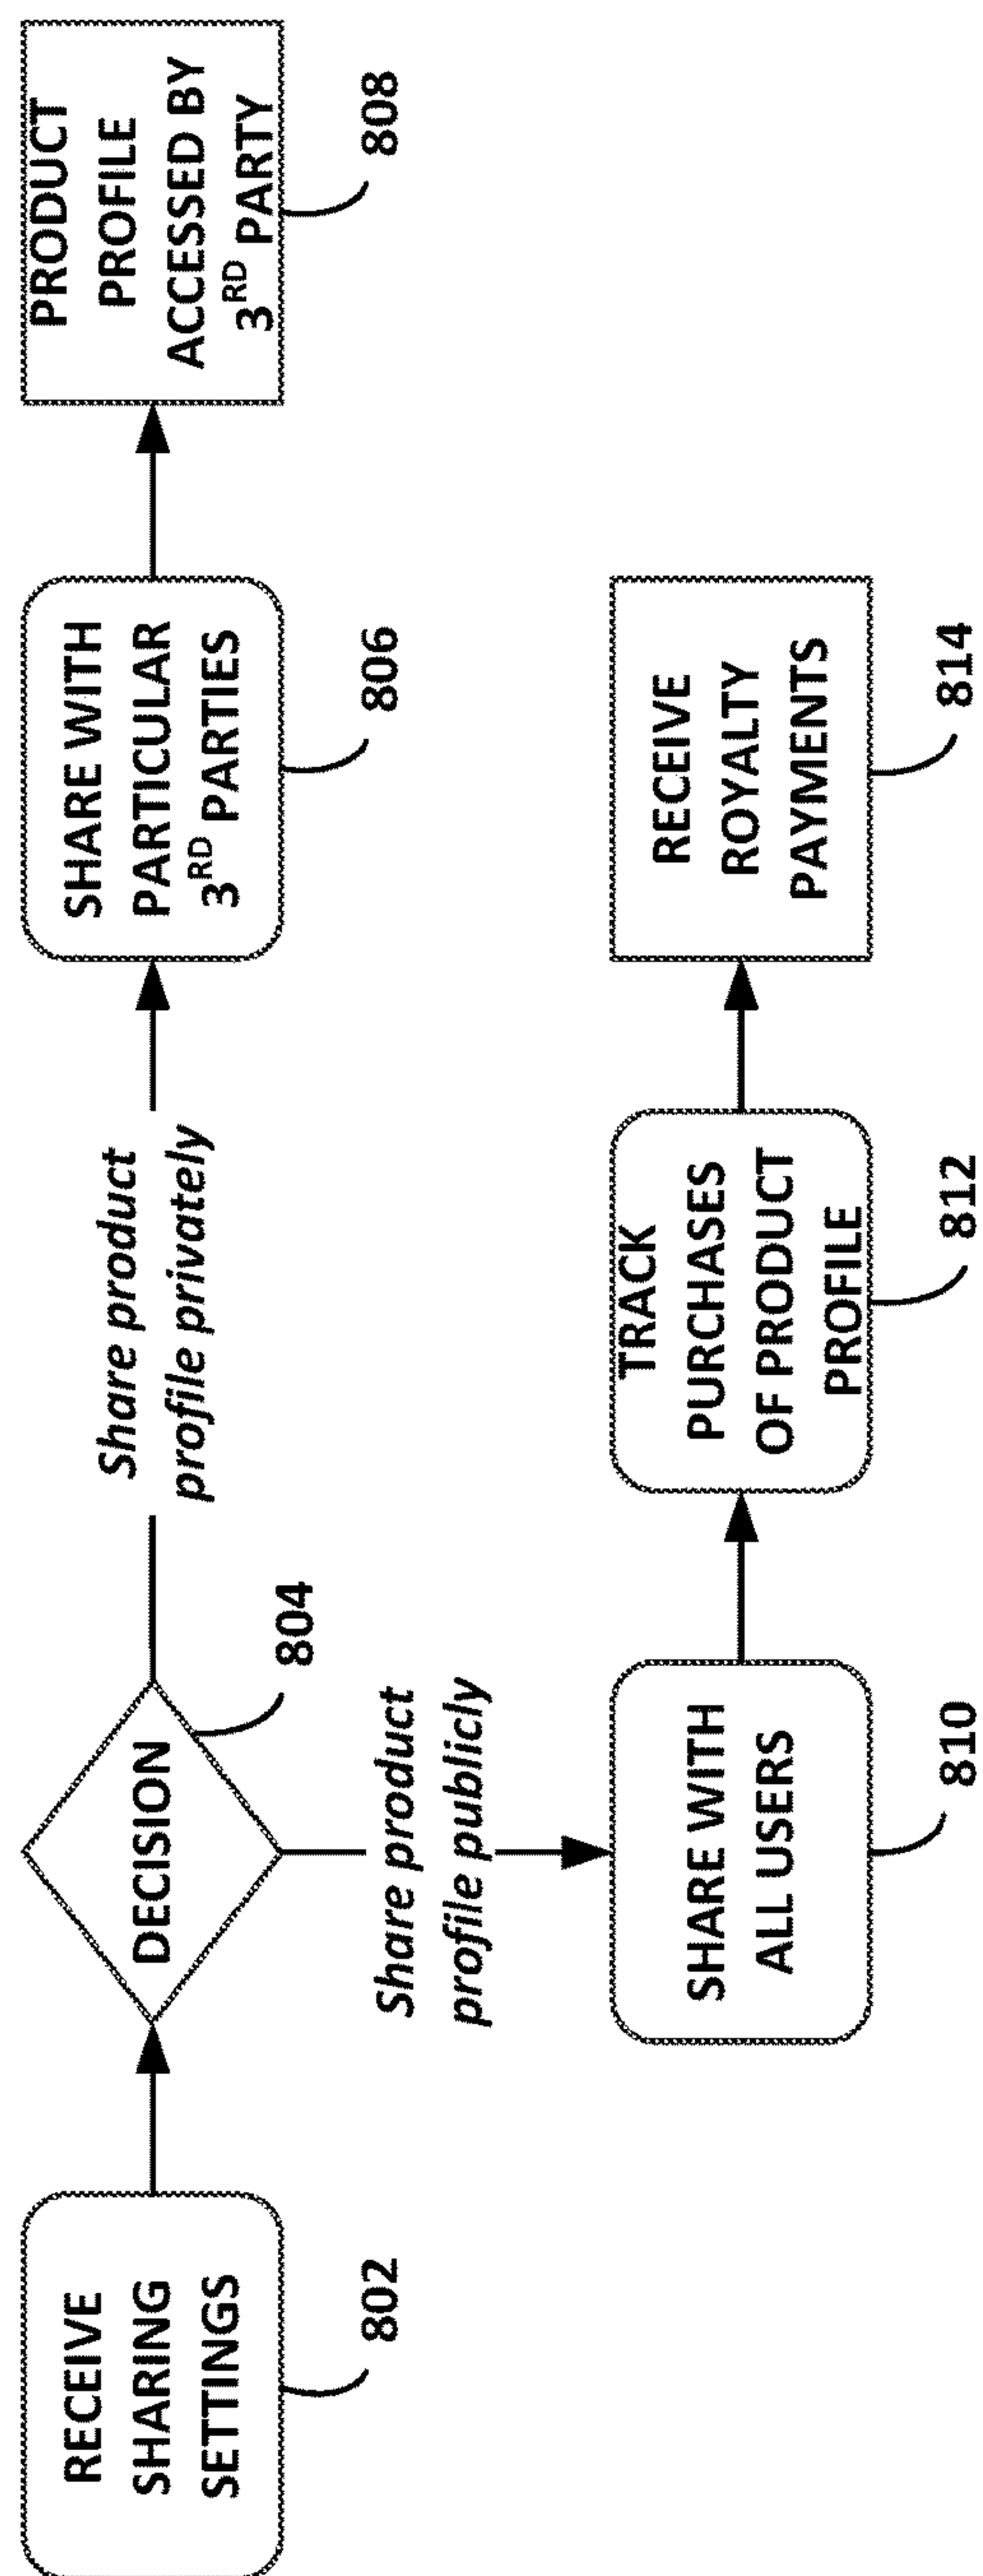 RECEIVE
SHARING
SETTINGS
802
DECISION
804
Share product
profile privately
SHARE WITH
PARTICULAR
3RD PARTIES
806
PRODUCT
PROFILE
ACCESSED BY
3RD PARTY
808
Share product
profile publicly
SHARE WITH
ALL USERS
810
TRACK
PURCHASES
OF PRODUCT
PROFILE
812
RECEIVE
ROYALTY
PAYMENTS
814